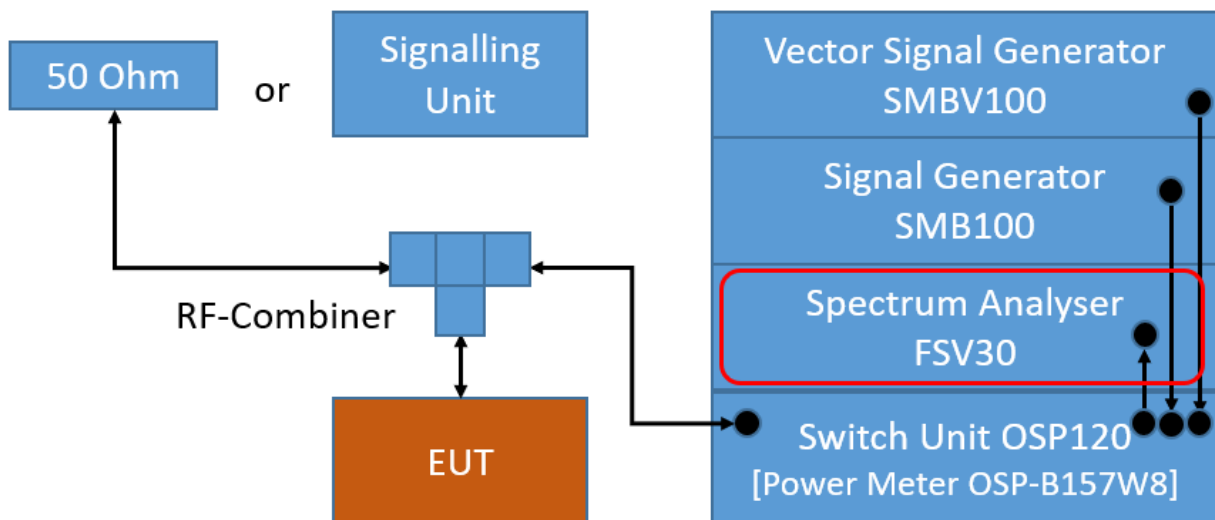 50 Ohm
or
Signalling
Unit
Vector Signal Generator
SMBV100
Signal Generator
SMB100
Spectrum Analyser
FSV30
RF-Combiner
EUT
Switch Unit OSP120
[Power Meter OSP-B157W8]